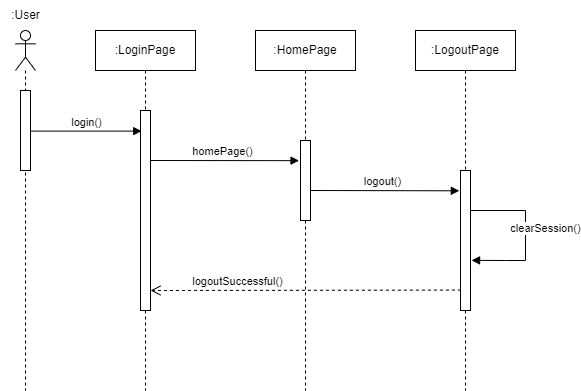 :User
:LoginPage
:HomePage
:LogoutPage
login()
homePage()
logout()
clearSession()
logoutSuccessful()